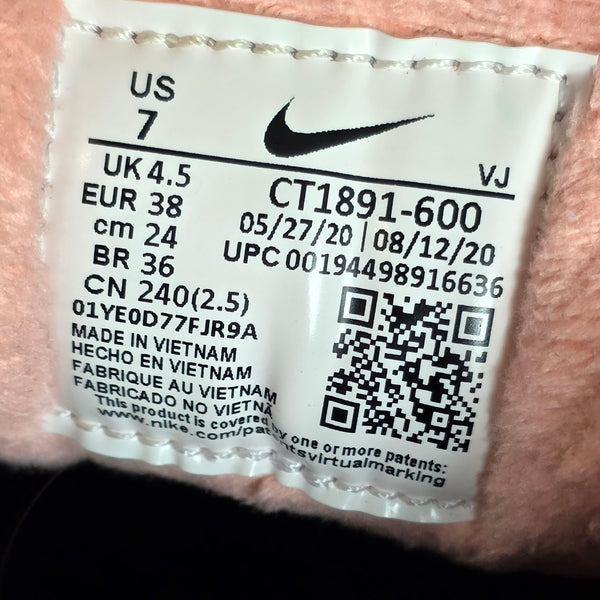 US
7
VJ
UK 4.5
EUR 38
cm 24
BR 36
CN 240(2.5)
CT1891-600
05/27/20 | 08/12/20
UPC 00194498916636
01YE0D77FJR9A
MADE IN VIETNAM
HECHO EN VIETNAM
FABRIQUE AU VIETNAM
FABRICADO NO VIETNÃ
This product is covered by one or more patents:
www.nike.com/patentsvirtualmarking